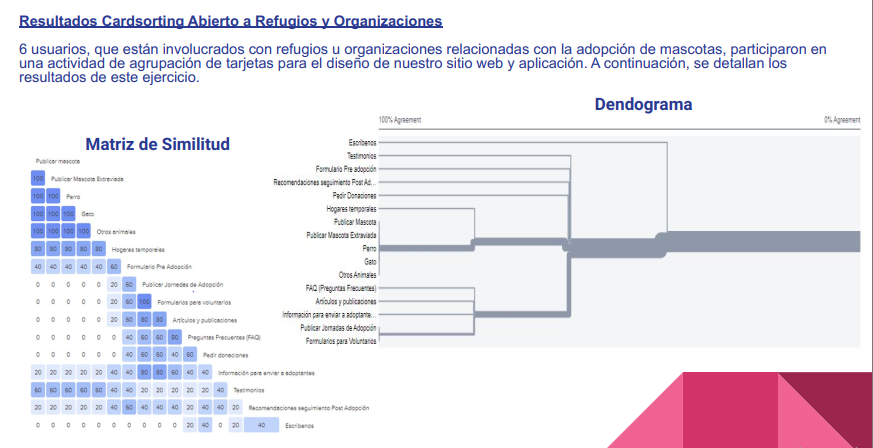 Resultados Cardsorting Abierto a Refugios y Organizaciones
6 usuarios, que están involucrados con refugios u organizaciones relacionadas con la adopción de mascotas, participaron en
una actividad de agrupación de tarjetas para el diseño de nuestro sitio web y aplicación. A continuación, se detallan los
resultados de este ejercicio.
Matriz de Similitud
Publicar mascota
100 Publicar Mascota Extraviada
100 100 Perro
100 100 100 Gato
100 100 100 100 Otros animales
80 80 80 80 80 Hogares temporales
40 40 40 40 40 60 Formulario Pre Adopción
0 0 0 0 0 20 60 Publicar Jornadas de Adopción
0 0 0 0 0 20 60 100 Formularios para voluntarios
0 0 0 0 0 20 60 80 80 Artículos y publicaciones
0 0 0 0 0 0 40 60 60 80 Preguntas Frecuentes (FAQ)
0 0 0 0 0 0 40 60 60 40 60 Pedir donaciones
20 20 20 20 20 40 40 80 80 60 40 40 Información para enviar a adoptantes
60 60 60 60 60 40 40 20 20 20 20 20 40 Testimonios
20 20 20 20 20 40 60 40 40 40 20 40 40 20 Recomendaciones seguimiento Post Adopción
0 0 0 0 0 0 0 0 0 0 20 40 0 20 40 Escríbenos
Dendograma
100% Agreement
0% Agreement
Escríbenos
Testimonios
Formulario Pre adopción
Recomendaciones seguimiento Post Ad...
Pedir Donaciones
Hogares temporales
Publicar Mascota
Publicar Mascota Extraviada
Perro
Gato
Otros Animales
FAQ (Preguntas Frecuentes)
Artículos y publicaciones
Información para enviar a adoptante...
Publicar Jornadas de Adopción
Formularios para Voluntarios